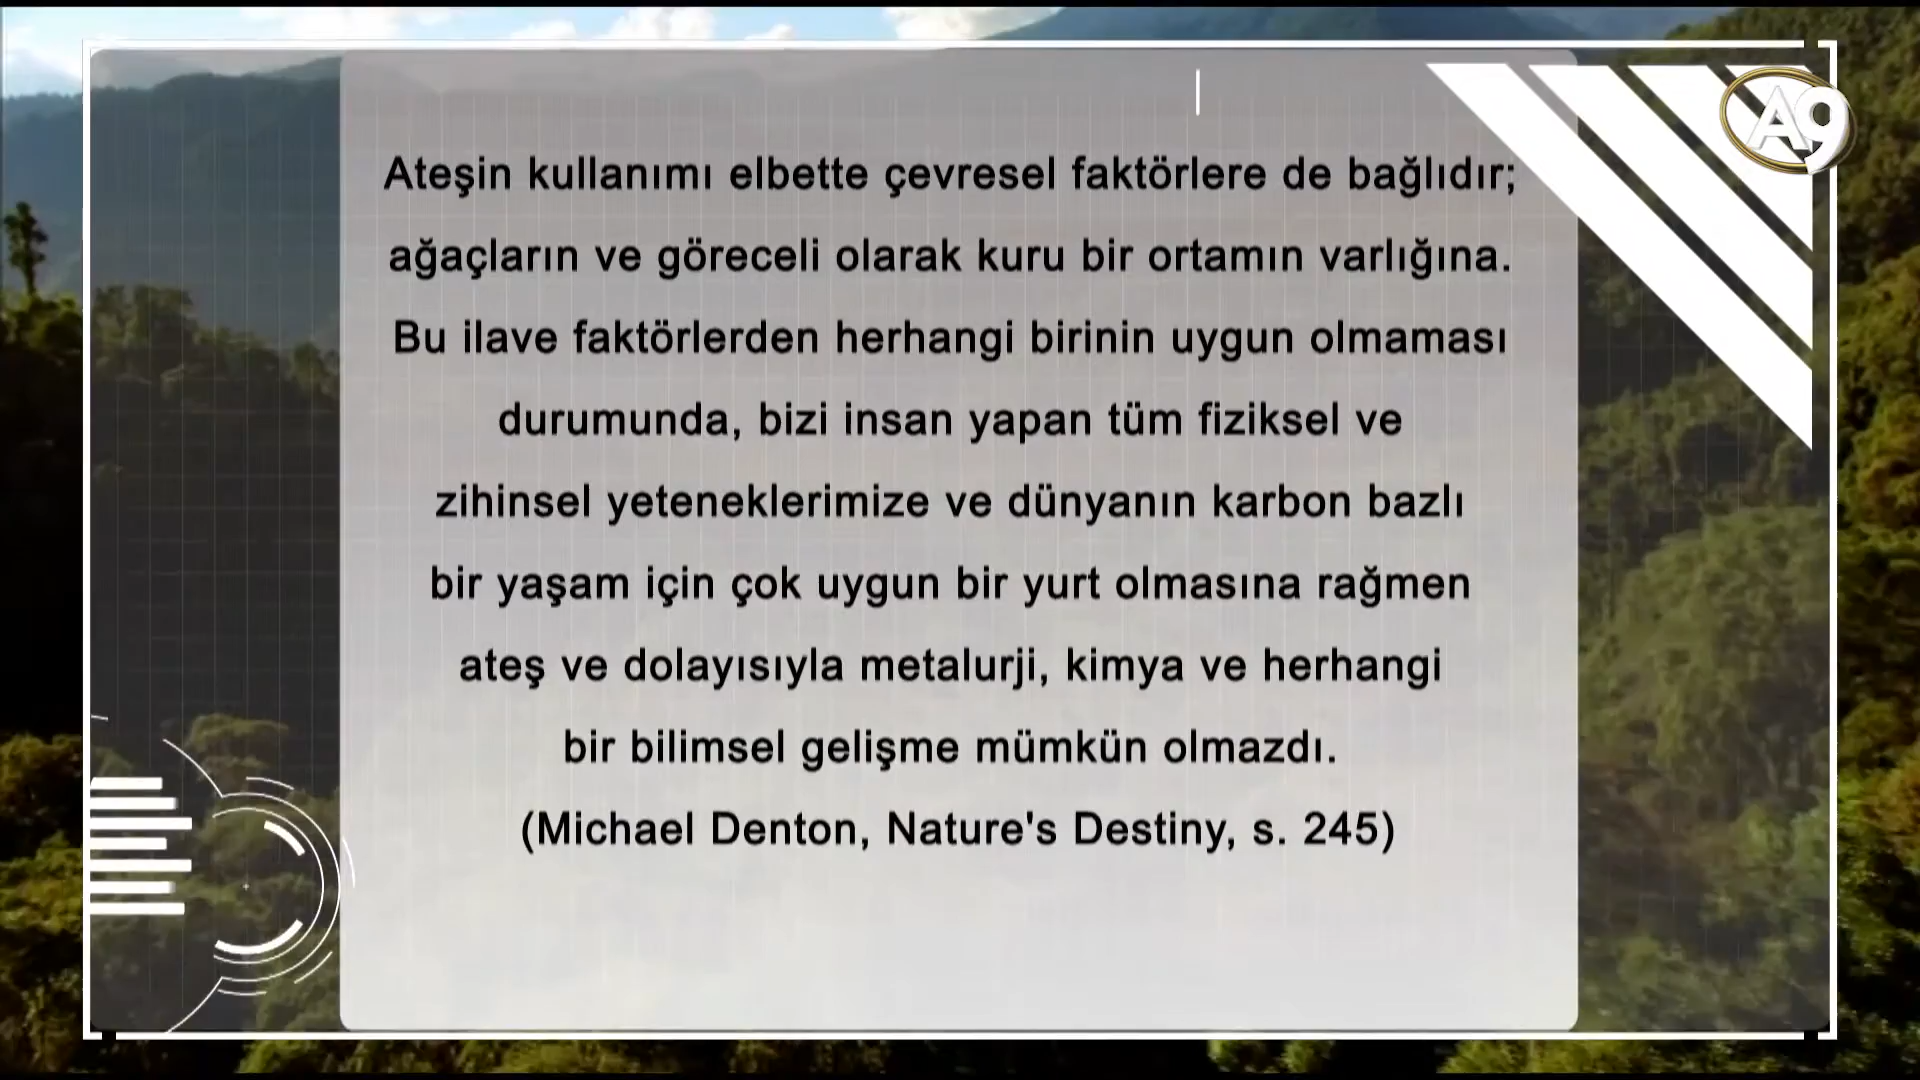 A9
Ateşin kullanımı elbette çevresel faktörlere de bağlıdır;
ağaçların ve göreceli olarak kuru bir ortamın varlığına.
Bu ilave faktörlerden herhangi birinin uygun olmaması
durumunda, bizi insan yapan tüm fiziksel ve
zihinsel yeteneklerimize ve dünyanın karbon bazlı
bir yaşam için çok uygun bir yurt olmasına rağmen
ateş ve dolayısıyla metalurji, kimya ve herhangi
bir bilimsel gelişme mümkün olmazdı.
(Michael Denton, Nature's Destiny, s. 245)